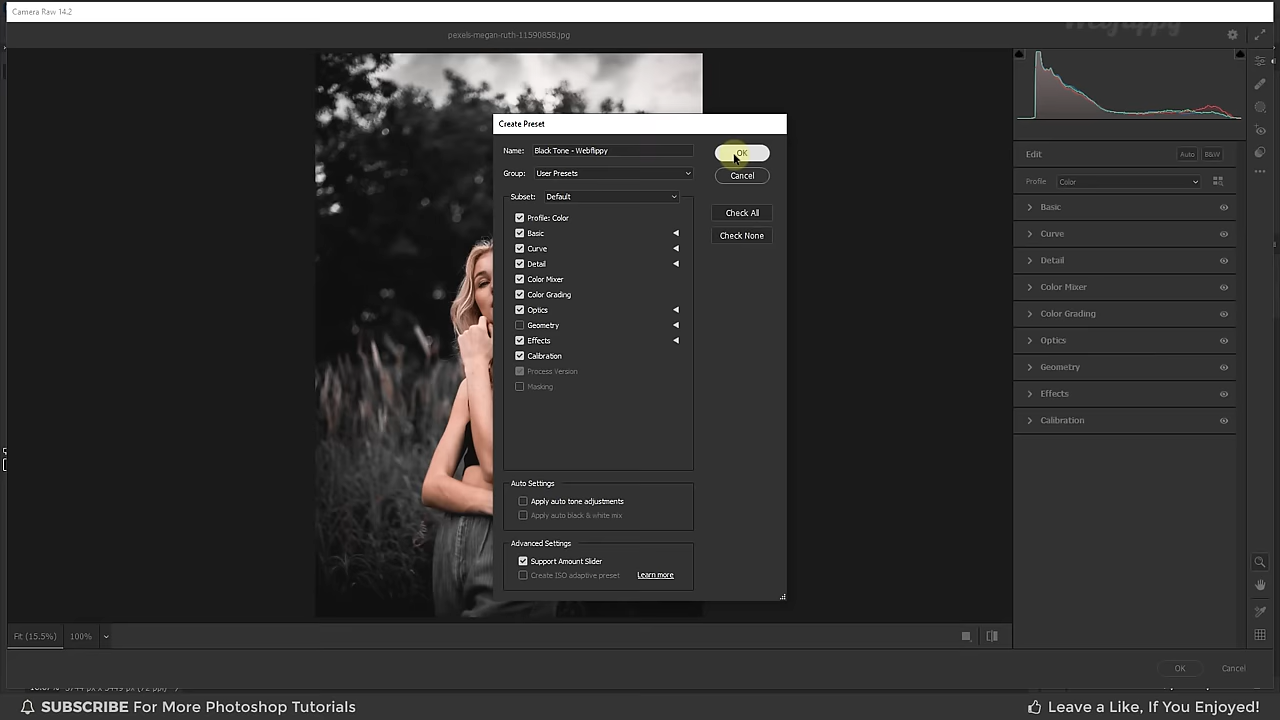 Camera Raw 14.2
Webflippy
pexels-megan-ruth-11590858.jpg
Create Preset
Name: Black Tone - Webflippy
OK
Group: User Presets
Cancel
Subset: Default
Check All
Check None
Profile: Color
Basic
Curve
Detail
Color Mixer
Color Grading
Optics
Geometry
Effects
Calibration
Process Version
Masking
Auto Settings
Apply auto tone adjustments
Apply auto black & white mix
Advanced Settings
Support Amount Slider
Create ISO adaptive preset Learn more
Edit Auto B&W
Profile Color
Basic
Curve
Detail
Color Mixer
Color Grading
Optics
Geometry
Effects
Calibration
Fit (15.5%) 100%
OK Cancel
SUBSCRIBE For More Photoshop Tutorials
Leave a Like, If You Enjoyed!